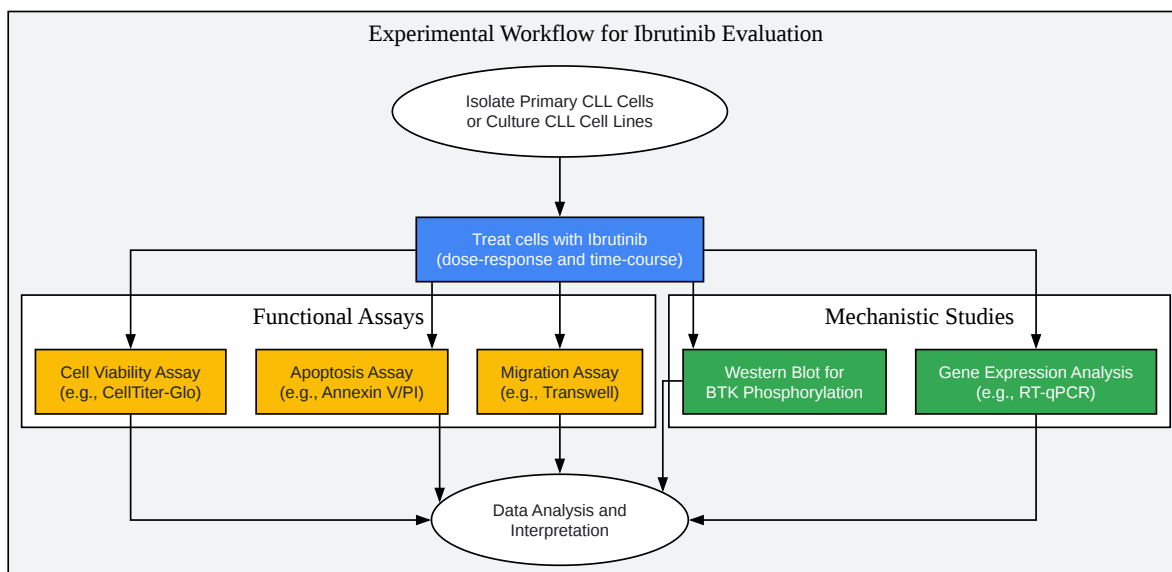 Experimental Workflow for Ibrutinib Evaluation
Isolate Primary CLL Cells
or Culture CLL Cell Lines
Treat cells with Ibrutinib
(dose-response and time-course)
Functional Assays
Mechanistic Studies
Cell Viability Assay
(e.g., CellTiter-Glo)
Apoptosis Assay
(e.g., Annexin V/PI)
Migration Assay
(e.g., Transwell)
Western Blot for
BTK Phosphorylation
Gene Expression Analysis
(e.g., RT-qPCR)
Data Analysis and
Interpretation